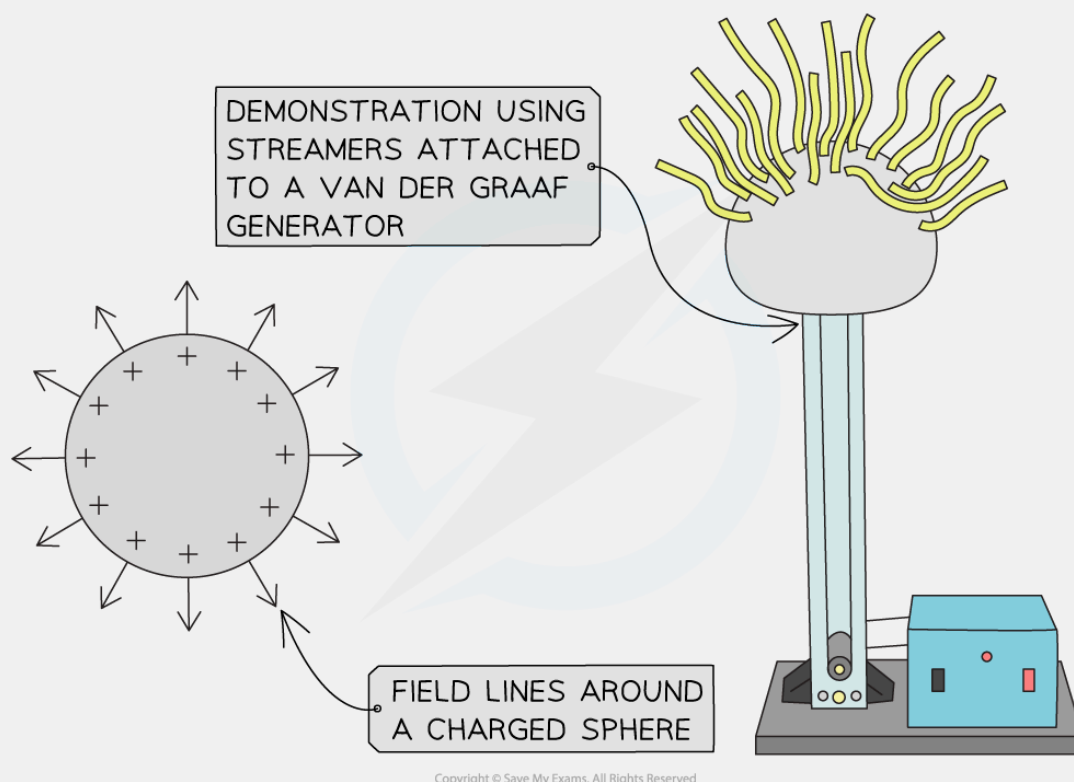 DEMONSTRATION USING
STREAMERS ATTACHED
TO A VAN DER GRAAF
GENERATOR
+ + + + + + + + + + + +
FIELD LINES AROUND
A CHARGED SPHERE
Copyright © Save My Exams. All Rights Reserved